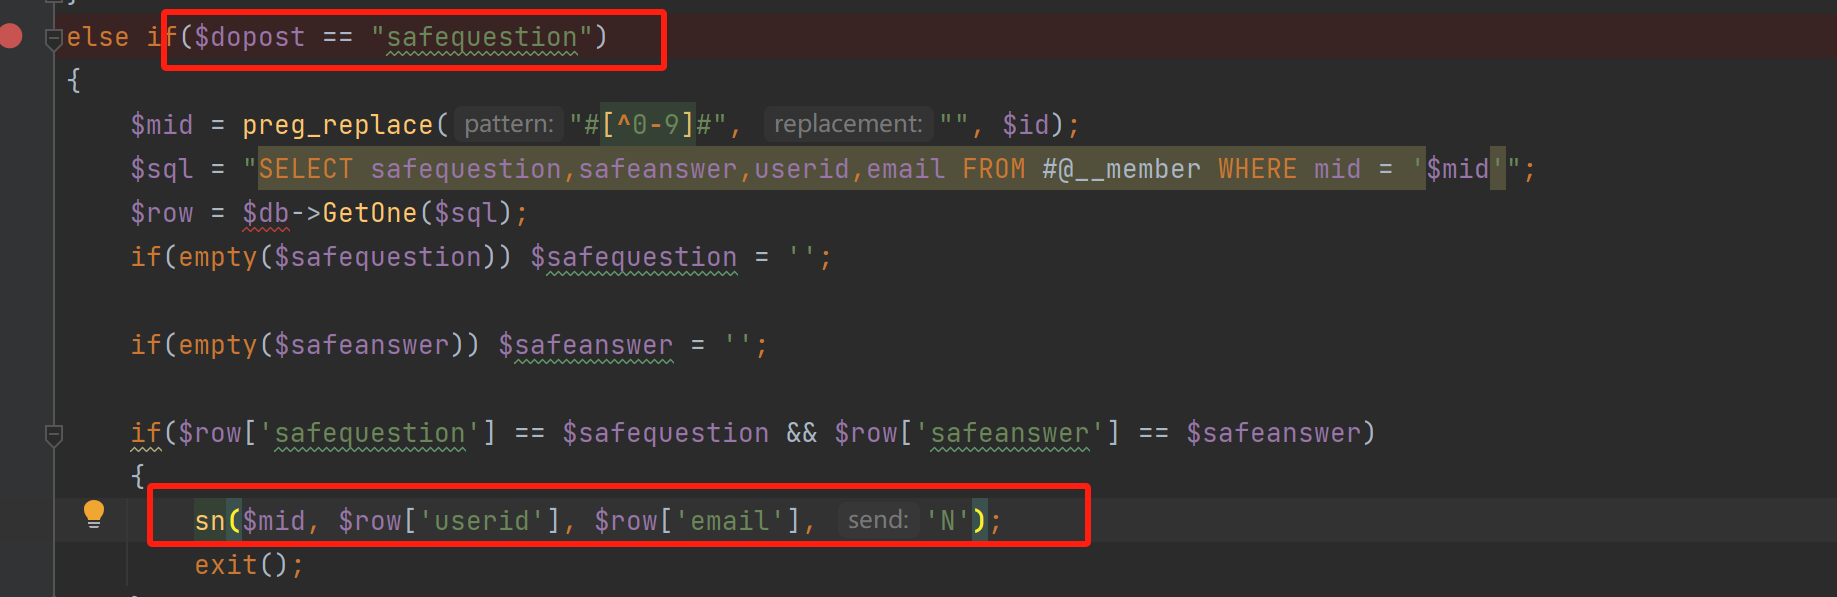 else if($dopost == "safequestion")
{
$mid = preg_replace( pattern: "#[^0-9]#", replacement: "", $id);
$sql = "SELECT safequestion,safeanswer,userid,email FROM #@__member WHERE mid = '$mid'";
$row = $db->GetOne($sql);
if(empty($safequestion)) $safequestion = '';
if(empty($safeanswer)) $safeanswer = '';
if($row['safequestion'] == $safequestion && $row['safeanswer'] == $safeanswer)
{
sn($mid, $row['userid'], $row['email'], send: 'N');
exit();